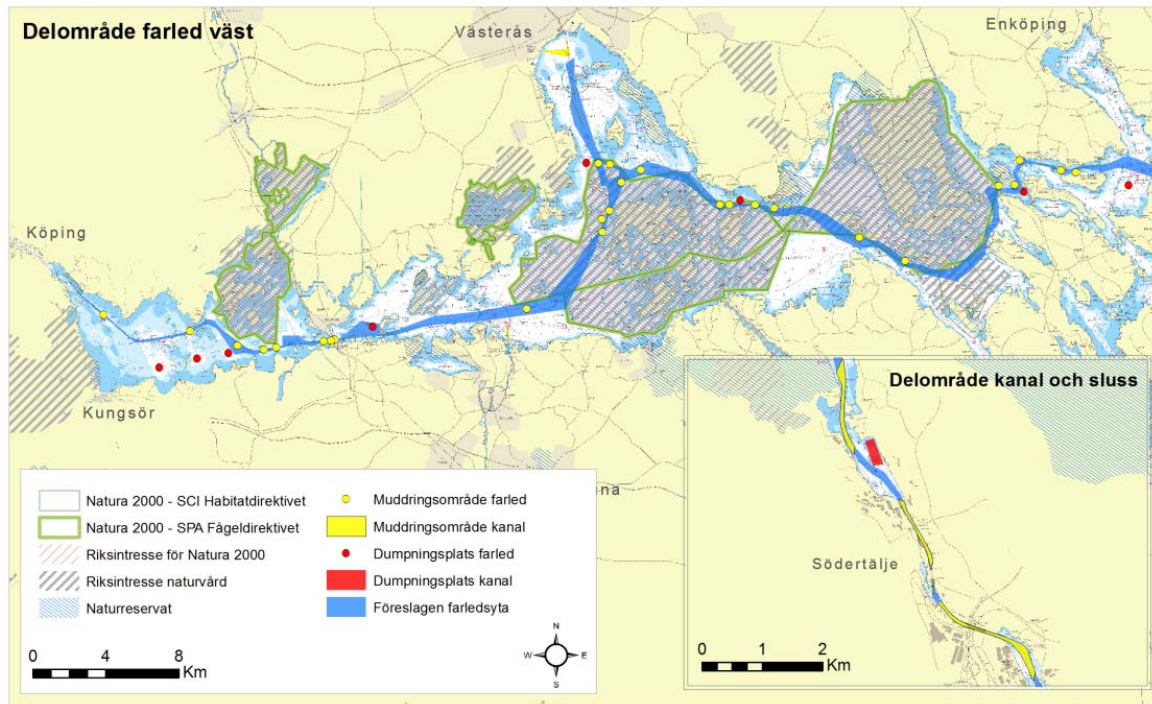 Delområde farled väst
Västerås
Enköping
Köping
Kungsör
na
Natura 2000 - SCI Habitatdirektivet
Natura 2000 - SPA Fågeldirektivet
Riksintresse för Natura 2000
Riksintresse naturvård
Naturreservat
Muddringsområde farled
Muddringsområde kanal
Dumpningsplats farled
Dumpningsplats kanal
Föreslagen farledsyta
0 4 8
Km
N
W E
S
Delområde kanal och sluss
Södertälje
0 1 2
Km